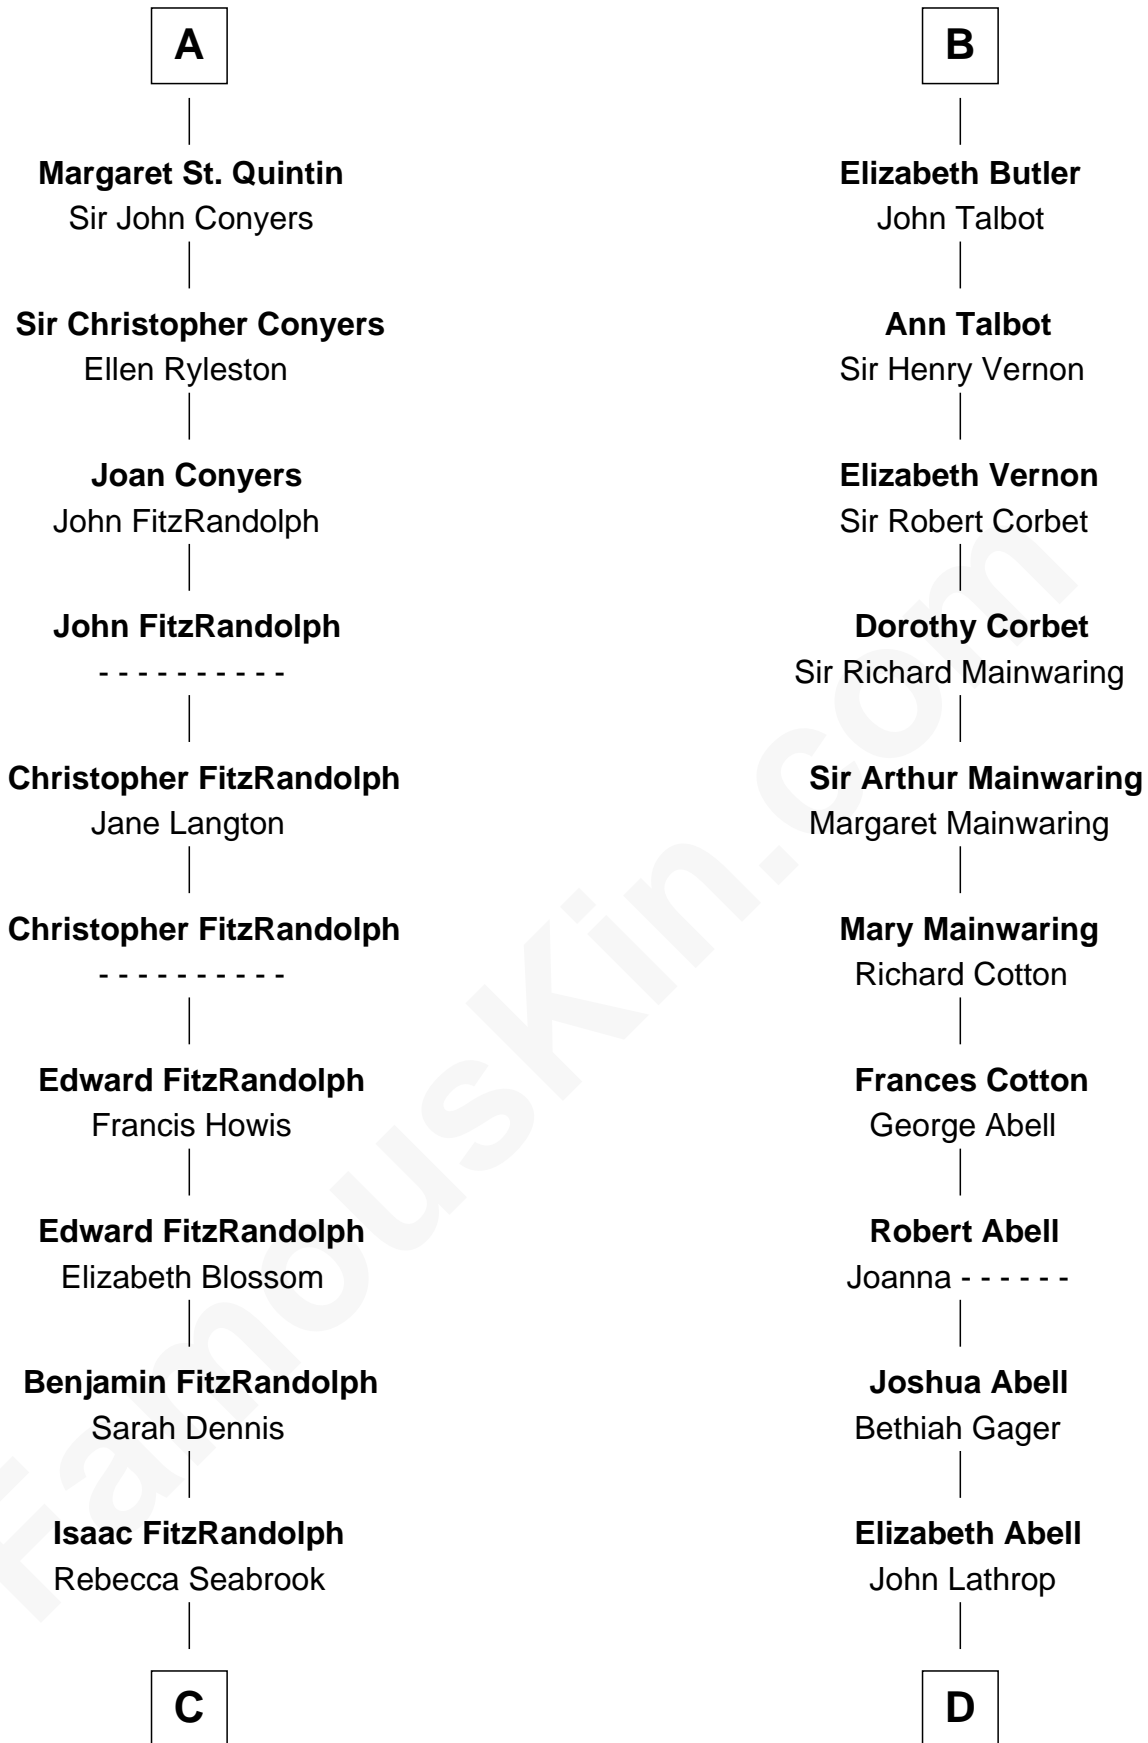 A
Margaret St. Quintin
Sir John Conyers
Sir Christopher Conyers
Ellen Ryleston
Joan Conyers
John FitzRandolph
John FitzRandolph
- - - - - - - - - -
Christopher FitzRandolph
Jane Langton
Christopher FitzRandolph
- - - - - - - - - -
Edward FitzRandolph
Francis Howis
Edward FitzRandolph
Elizabeth Blossom
Benjamin FitzRandolph
Sarah Dennis
Isaac FitzRandolph
Rebecca Seabrook
C
B
Elizabeth Butler
John Talbot
Ann Talbot
Sir Henry Vernon
Elizabeth Vernon
Sir Robert Corbet
Dorothy Corbet
Sir Richard Mainwaring
Sir Arthur Mainwaring
Margaret Mainwaring
Mary Mainwaring
Richard Cotton
Frances Cotton
George Abell
Robert Abell
Joanna - - - - - -
Joshua Abell
Bethiah Gager
Elizabeth Abell
John Lathrop
D
FamousKin.com